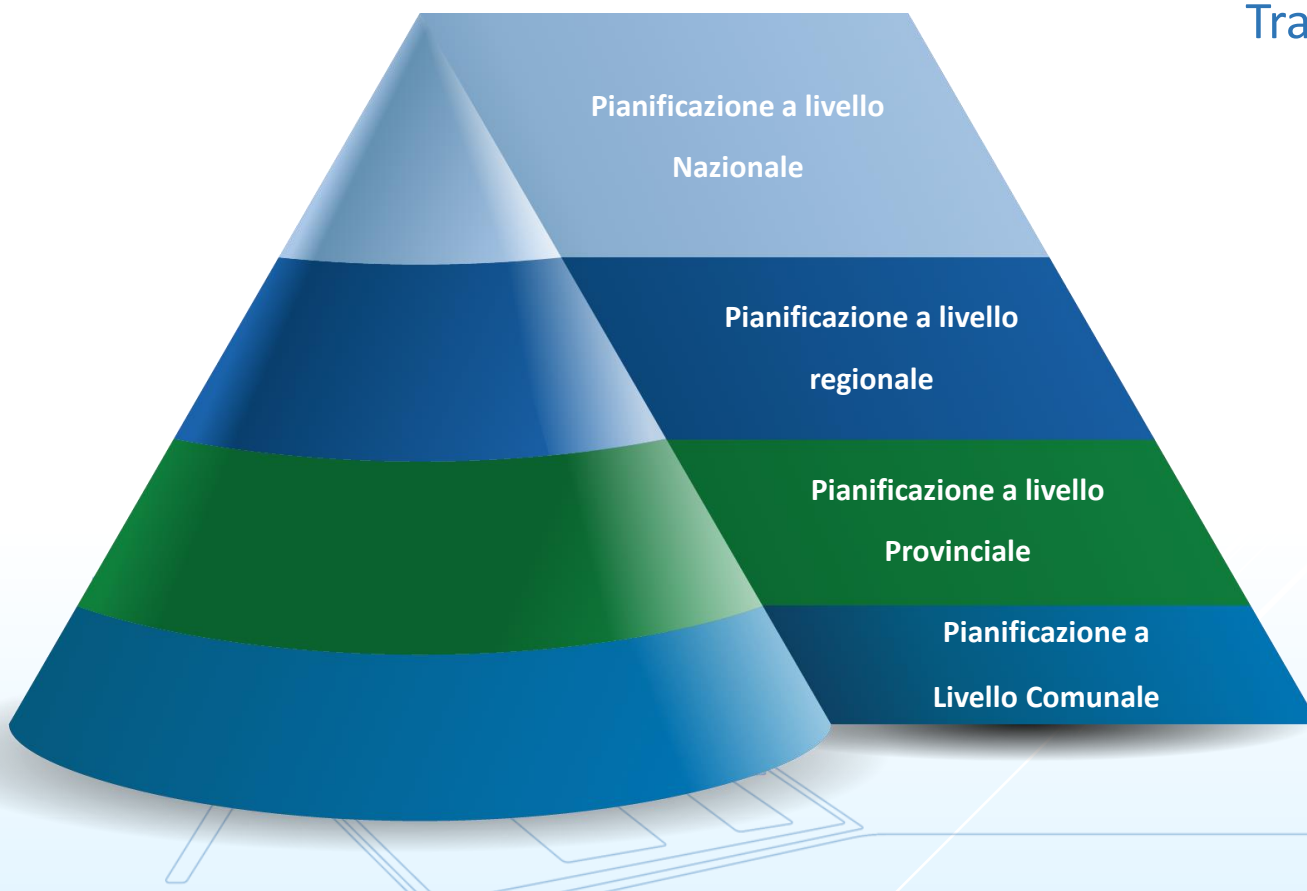 Tra
Pianificazione a livello
Nazionale
Pianificazione a livello
regionale
Pianificazione a livello
Provinciale
Pianificazione a
Livello Comunale